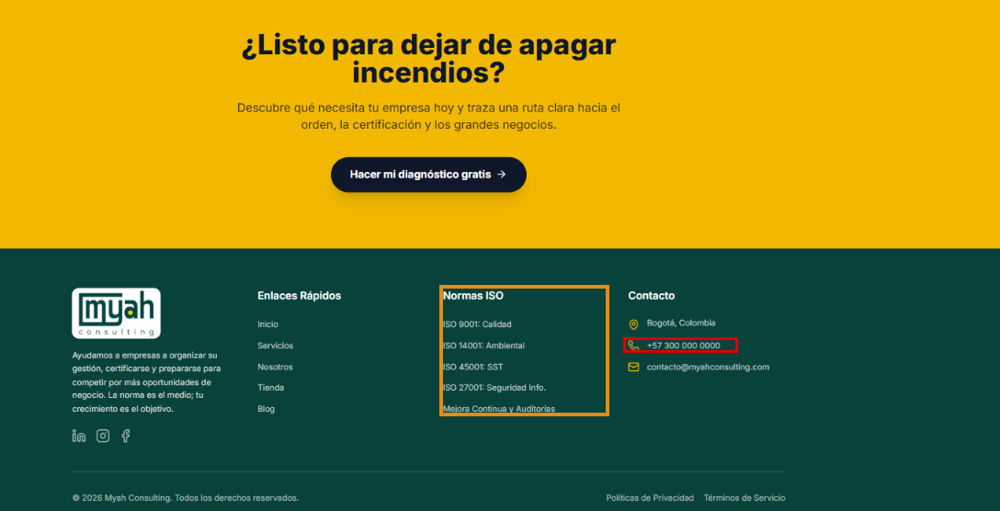 ¿Listo para dejar de apagar
incendios?
Descubre qué necesita tu empresa hoy y traza una ruta clara hacia el
orden, la certificación y los grandes negocios.
Hacer mi diagnóstico gratis →
myah
consulting
Ayudamos a empresas a organizar su
gestión, certificarse y prepararse para
competir por más oportunidades de
negocio. La norma es el medio; tu
crecimiento es el objetivo.
Enlaces Rápidos
Inicio
Servicios
Nosotros
Tienda
Blog
Normas ISO
ISO 9001: Calidad
ISO 14001: Ambiental
ISO 45001: SST
ISO 27001: Seguridad Info.
Mejora Continua y Auditorías
Contacto
Bogotá, Colombia
+57 300 000 0000
contacto@myahconsulting.com
© 2026 Myah Consulting. Todos los derechos reservados.
Políticas de Privacidad Términos de Servicio